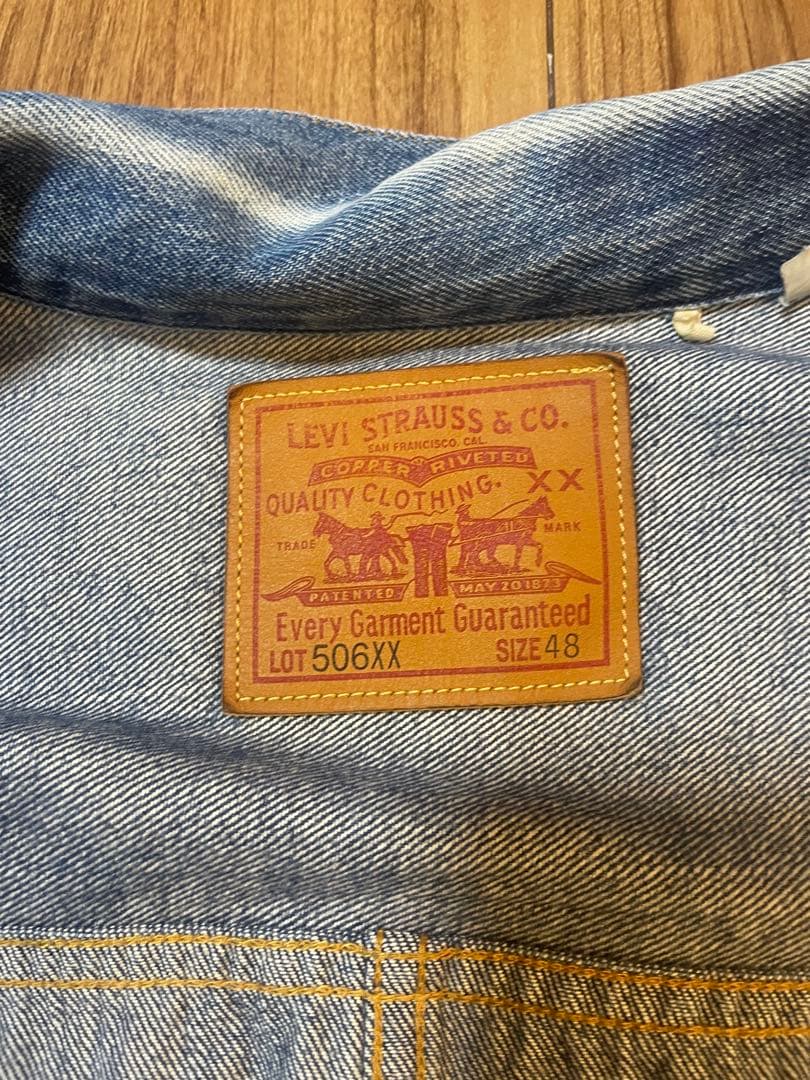 LEVI STRAUSS & CO.
SAN FRANCISCO, CAL.
COPPER RIVETED
QUALITY CLOTHING. XX
TRADE MARK
PATENTED MAY 20 1873
Every Garment Guaranteed
LOT 506XX SIZE 48